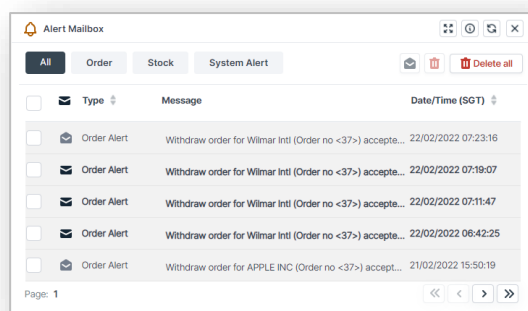 Alert Mailbox
All Order Stock System Alert Delete all
Type Message Date/Time (SGT)
Order Alert Withdraw order for Wilmar Intl (Order no <37>) accepte... 22/02/2022 07:23:16
Order Alert Withdraw order for Wilmar Intl (Order no <37>) accepte... 22/02/2022 07:19:07
Order Alert Withdraw order for Wilmar Intl (Order no <37>) accepte... 22/02/2022 07:11:47
Order Alert Withdraw order for Wilmar Intl (Order no <37>) accepte... 22/02/2022 06:42:25
Order Alert Withdraw order for APPLE INC (Order no <37>) accept... 21/02/2022 15:50:19
Page: 1